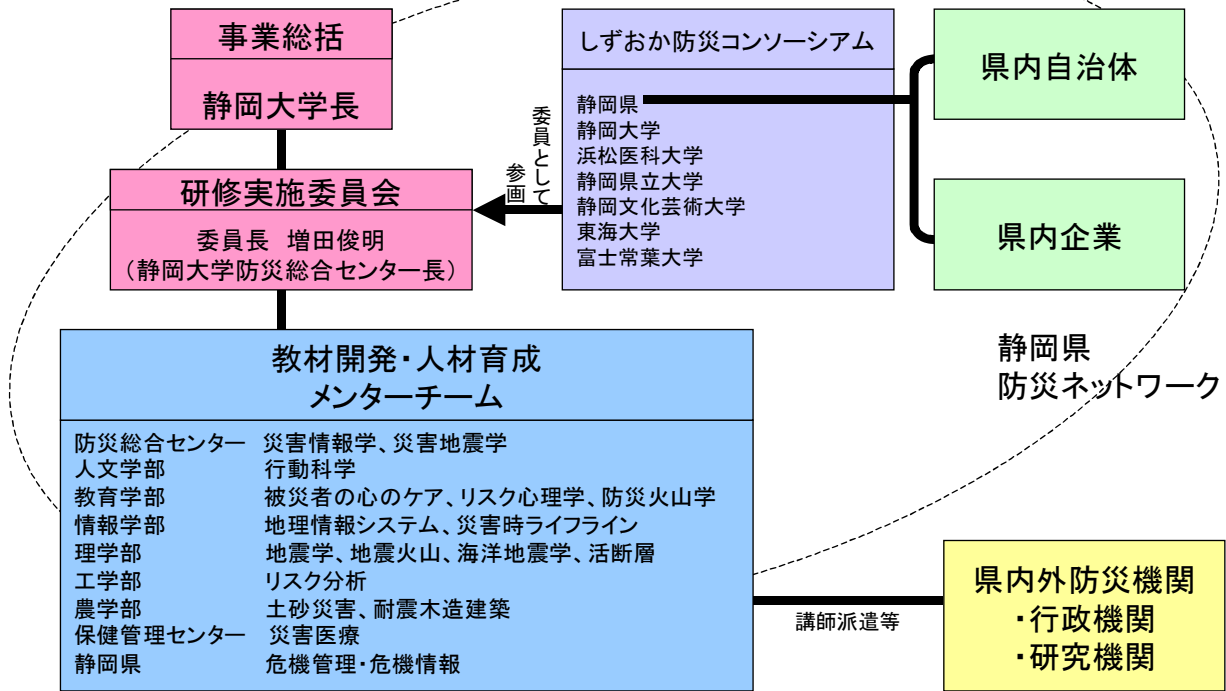 事業総括
静岡大学長
研修実施委員会
委員長 増田俊明
(静岡大学防災総合センター長)
委員として
参画
しずおか防災コンソーシアム
静岡県
静岡大学
浜松医科大学
静岡県立大学
静岡文化芸術大学
東海大学
富士常葉大学
県内自治体
県内企業
静岡県
防災ネットワーク
教材開発・人材育成
メンターチーム
防災総合センター 災害情報学、災害地震学
人文学部 行動科学
教育学部 被災者の心のケア、リスク心理学、防災火山学
情報学部 地理情報システム、災害時ライフライン
理学部 地震学、地震火山、海洋地震学、活断層
工学部 リスク分析
農学部 土砂災害、耐震木造建築
保健管理センター 災害医療
静岡県 危機管理・危機情報
講師派遣等
県内外防災機関
・行政機関
・研究機関